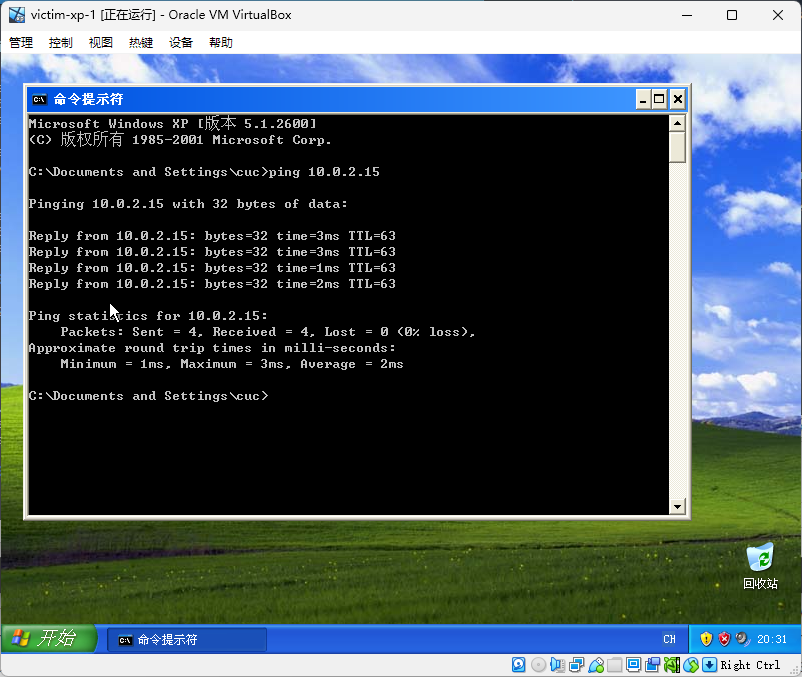 victim-xp-1 [正在运行] - Oracle VM VirtualBox
管理 控制 视图 热键 设备 帮助
命令提示符
Microsoft Windows XP [版本 5.1.2600]
(C) 版权所有 1985-2001 Microsoft Corp.
C:\Documents and Settings\cuc>ping 10.0.2.15
Pinging 10.0.2.15 with 32 bytes of data:
Reply from 10.0.2.15: bytes=32 time=3ms TTL=63
Reply from 10.0.2.15: bytes=32 time=3ms TTL=63
Reply from 10.0.2.15: bytes=32 time=1ms TTL=63
Reply from 10.0.2.15: bytes=32 time=2ms TTL=63
Ping statistics for 10.0.2.15:
Packets: Sent = 4, Received = 4, Lost = 0 (0% loss),
Approximate round trip times in milli-seconds:
Minimum = 1ms, Maximum = 3ms, Average = 2ms
C:\Documents and Settings\cuc>
回收站
开始 命令提示符 CH 20:31
Right Ctrl